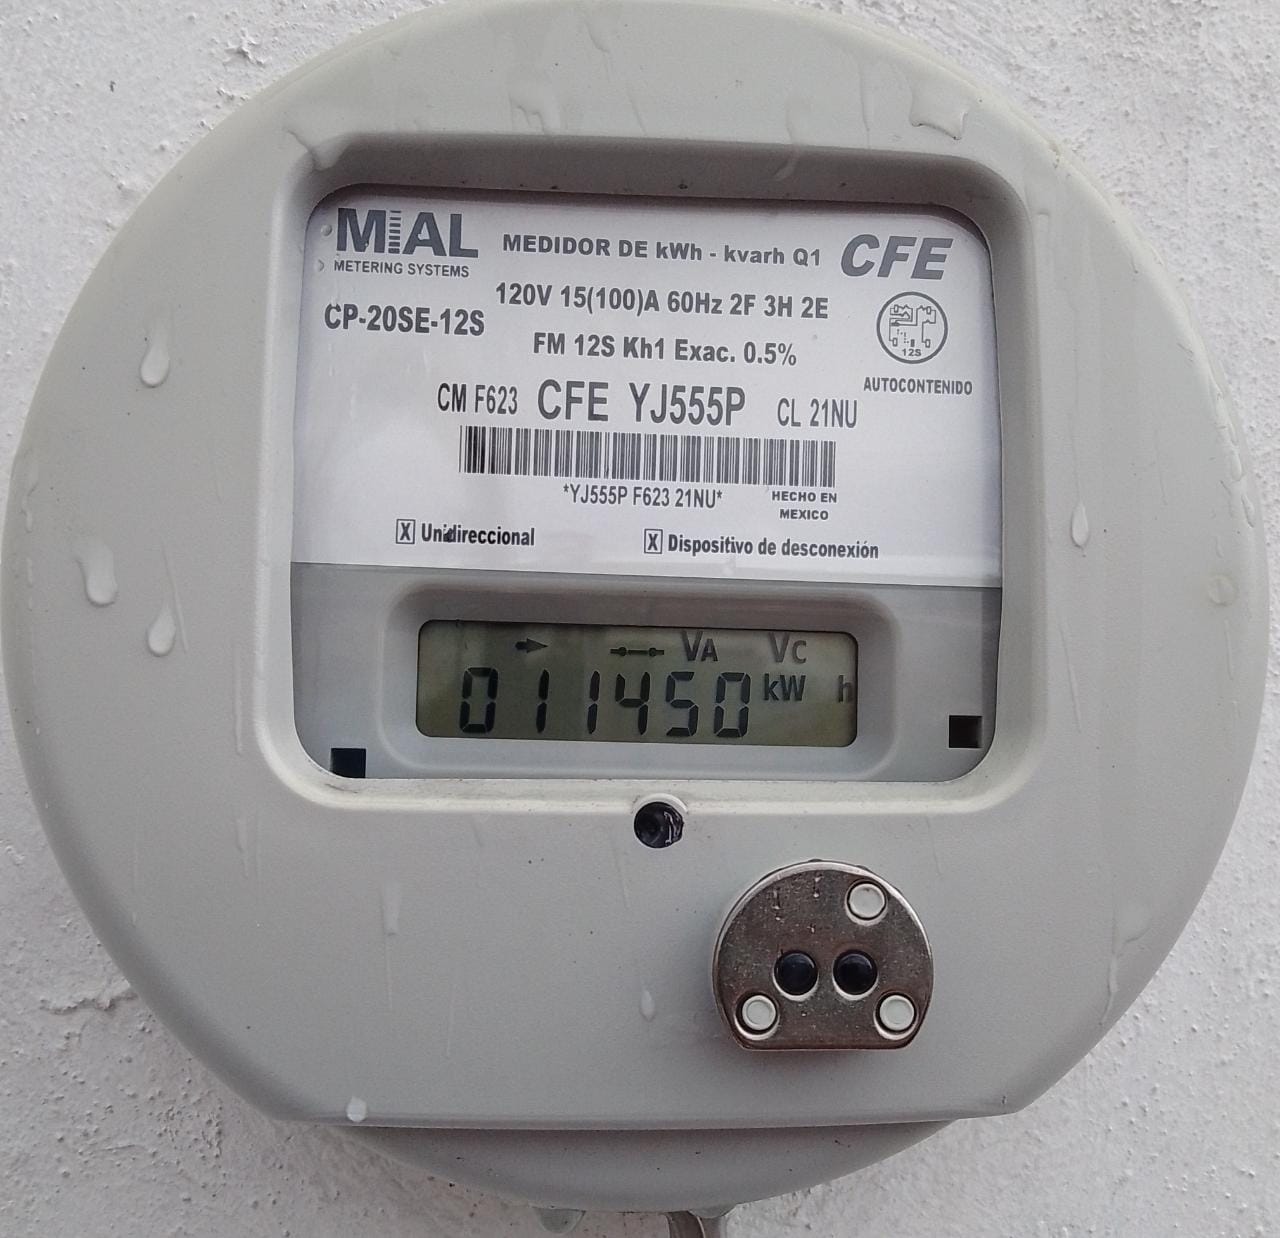 MIAL
METERING SYSTEMS
MEDIDOR DE kWh - kvarh Q1
CFE
120V 15(100)A 60Hz 2F 3H 2E
CP-20SE-12S
FM 12S Kh1 Exac. 0.5%
12S
AUTOCONTENIDO
CM F623 CFE YJ555P CL 21NU
*YJ555P F623 21NU*
HECHO EN
MEXICO
X Unidireccional
X Dispositivo de desconexión
VA VC
011450 kW h